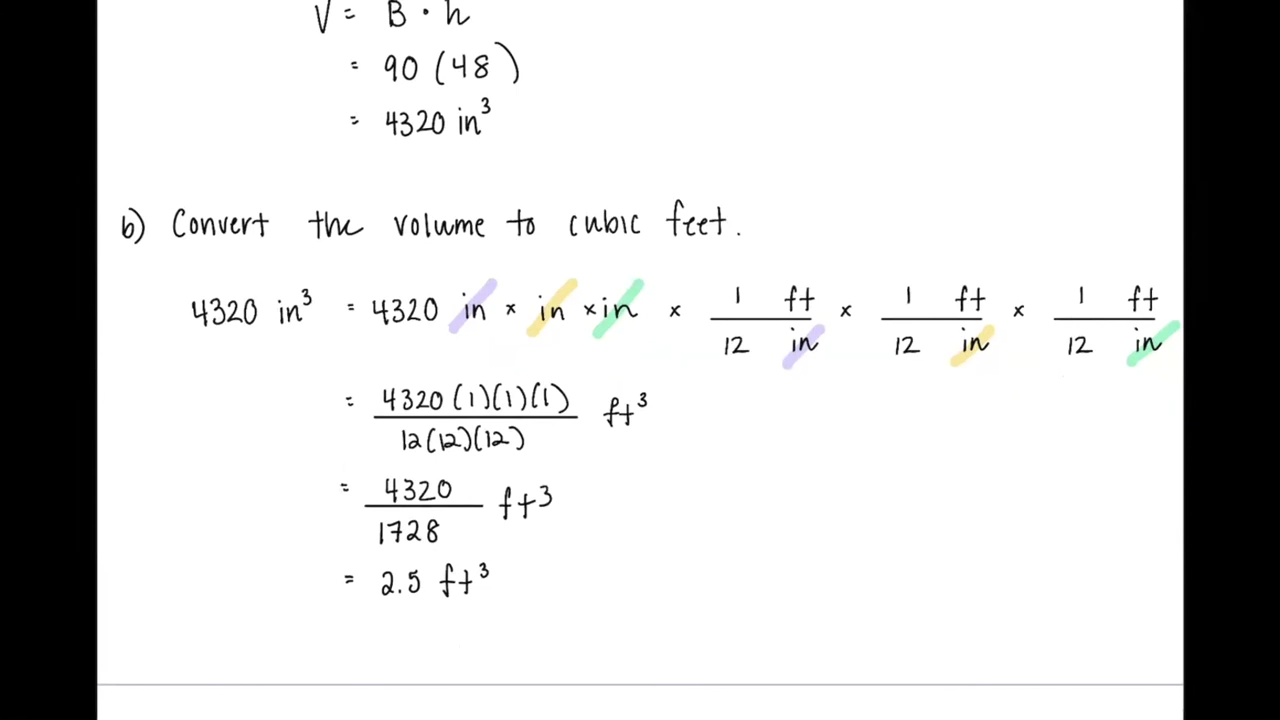 V = B · h
= 90 (48)
= 4320 in³
b) Convert the volume to cubic feet.
4320 in³ = 4320 in × in × in × 1 ft / 12 in × 1 ft / 12 in × 1 ft / 12 in
= 4320 (1)(1)(1) / 12(12)(12) ft³
= 4320 / 1728 ft³
= 2.5 ft³